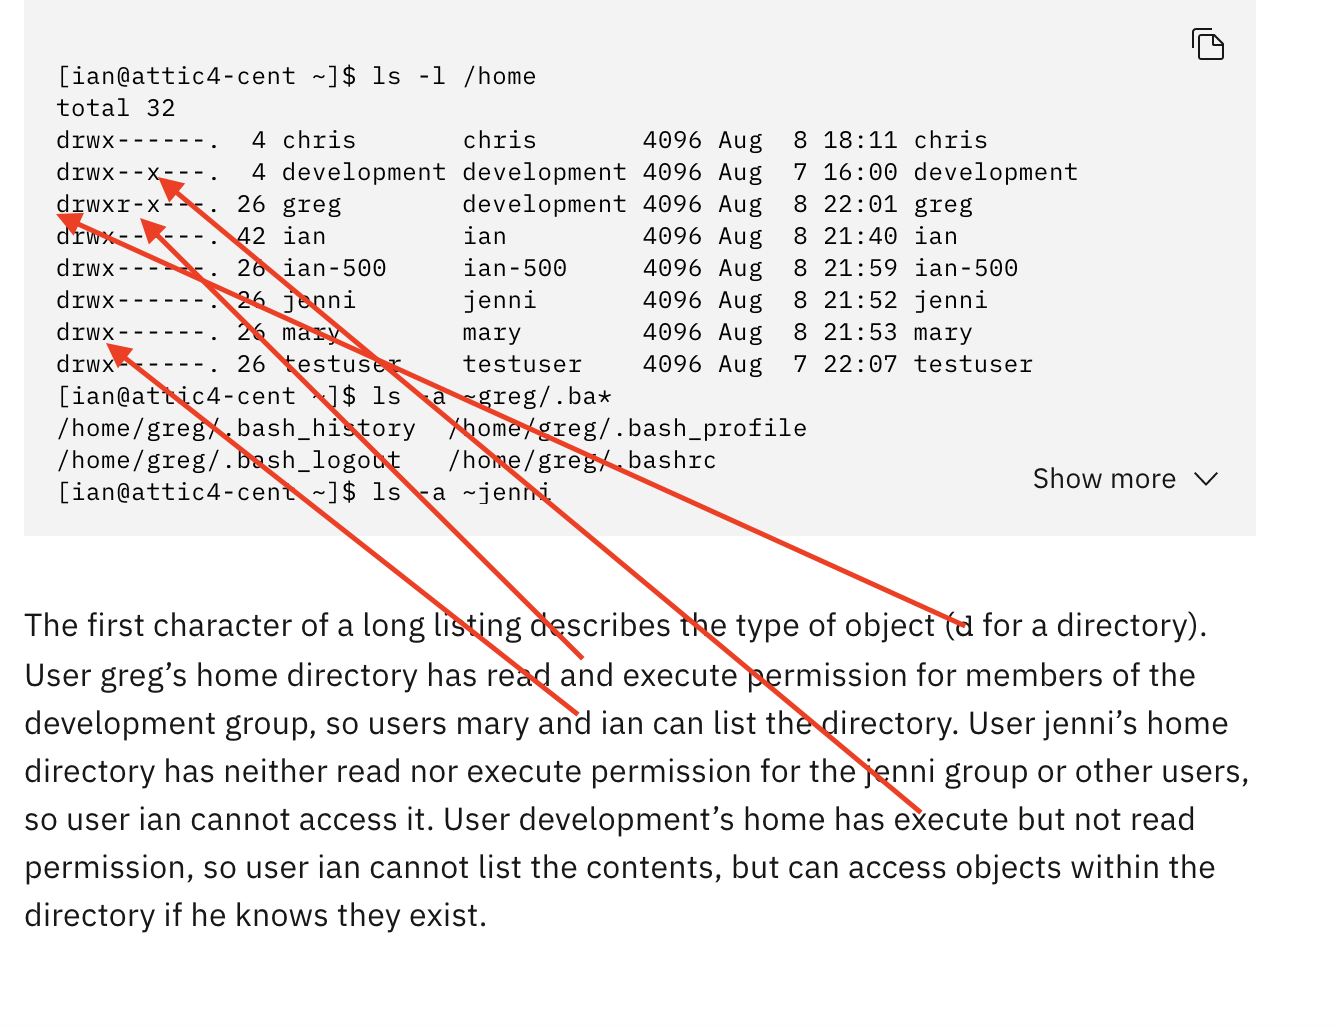 [ian@attic4-cent ~]$ ls -l /home
total 32
drwx------.  4 chris       chris       4096 Aug  8 18:11 chris
drwx--x---.  4 development development 4096 Aug  7 16:00 development
drwxr-x---. 26 greg        development 4096 Aug  8 22:01 greg
drwx------. 42 ian         ian         4096 Aug  8 21:40 ian
drwx------. 26 ian-500     ian-500     4096 Aug  8 21:59 ian-500
drwx------. 26 jenni       jenni       4096 Aug  8 21:52 jenni
drwx------. 26 mary        mary        4096 Aug  8 21:53 mary
drwx------. 26 testuser    testuser    4096 Aug  7 22:07 testuser
[ian@attic4-cent ~]$ ls -a ~greg/.ba*
/home/greg/.bash_history  /home/greg/.bash_profile
/home/greg/.bash_logout   /home/greg/.bashrc
[ian@attic4-cent ~]$ ls -a ~jenni
Show more
The first character of a long listing describes the type of object (d for a directory).
User greg’s home directory has read and execute permission for members of the
development group, so users mary and ian can list the directory. User jenni’s home
directory has neither read nor execute permission for the jenni group or other users,
so user ian cannot access it. User development’s home has execute but not read
permission, so user ian cannot list the contents, but can access objects within the
directory if he knows they exist.